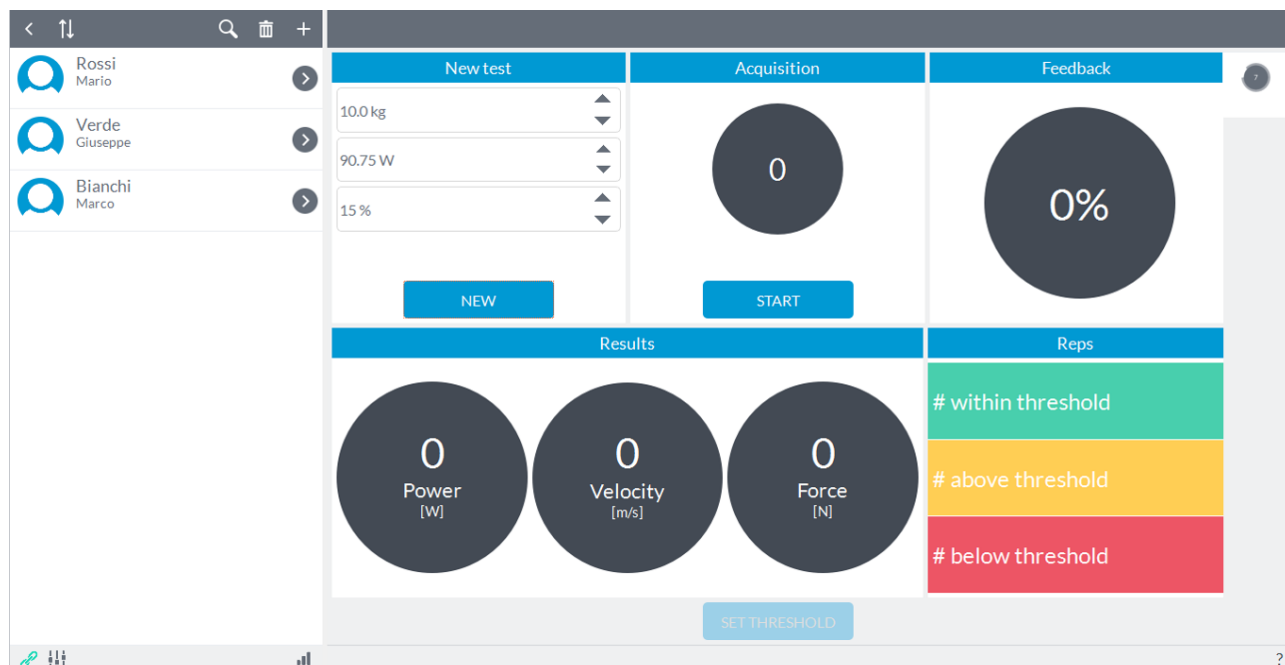 Rossi
Mario
Verde
Giuseppe
Bianchi
Marco
New test
10.0 kg
90.75 W
15 %
NEW
Acquisition
0
START
Feedback
0%
Results
0
Power
[W]
0
Velocity
[m/s]
0
Force
[N]
Reps
# within threshold
# above threshold
# below threshold
SET THRESHOLD
?